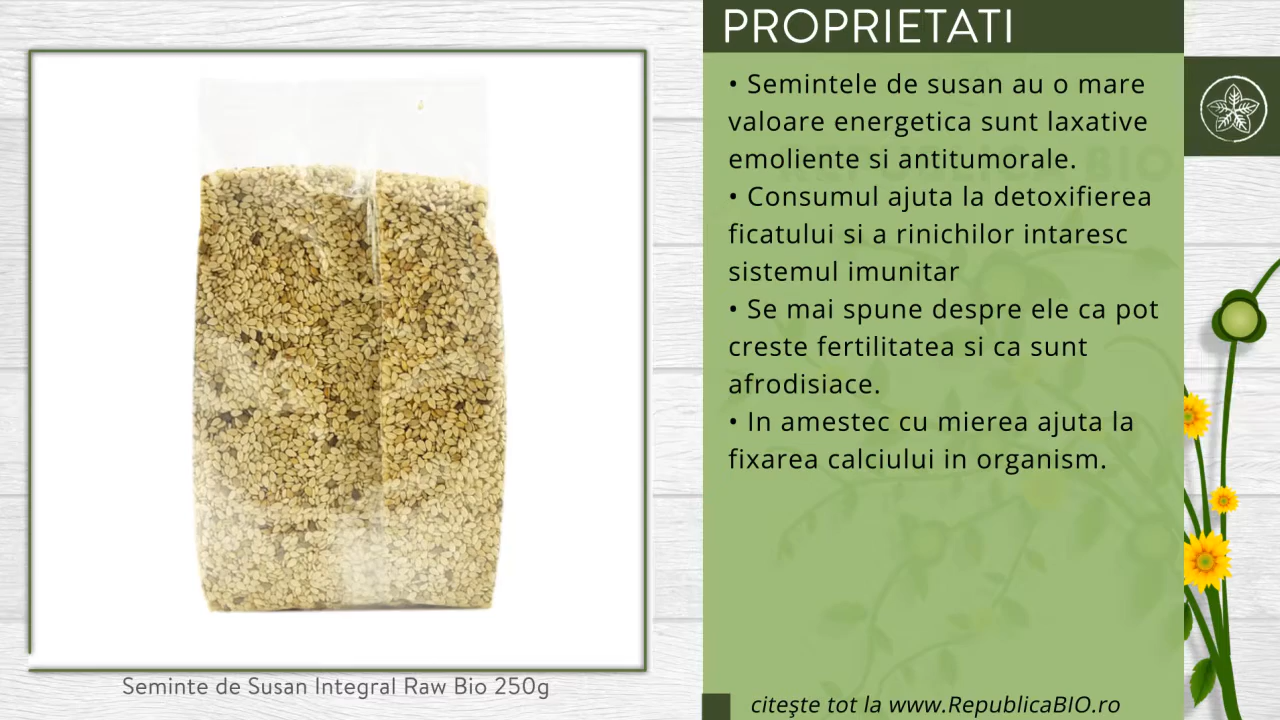 PROPRIETATI
• Semintele de susan au o mare
valoare energetica sunt laxative
emoliente si antitumorale.
• Consumul ajuta la detoxifierea
ficatului si a rinichilor intaresc
sistemul imunitar
• Se mai spune despre ele ca pot
creste fertilitatea si ca sunt
afrodisiace.
• In amestec cu mierea ajuta la
fixarea calciului in organism.
Seminte de Susan Integral Raw Bio 250g
citeşte tot la www.RepublicaBIO.ro